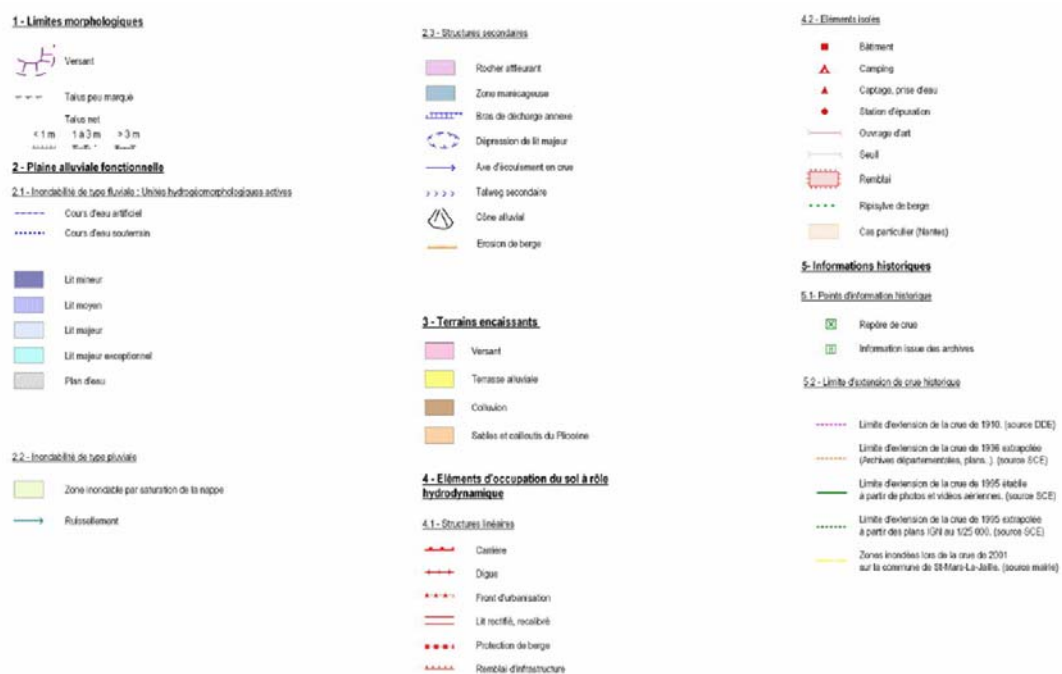 1 - Limites morphologiques
Versant
Talus peu marqué
Talus net
< 1 m 1 à 3 m > 3 m
2 - Plaine alluviale fonctionnelle
2.1 - Inondabilité de type fluviale : Unités hydrogéomorphologiques actives
Cours d'eau artificiel
Cours d'eau souterrain
Lit mineur
Lit moyen
Lit majeur
Lit majeur exceptionnel
Plan d'eau
2.2 - Inondabilité de type pluviale
Zone inondable par saturation de la nappe
Ruissellement
2.3 - Structures secondaires
Rocher affleurant
Zone marécageuse
Bras de décharge annexe
Dépression de lit majeur
Axe d'écoulement en crue
Talweg secondaire
Cône alluvial
Erosion de berge
3 - Terrains encaissants
Versant
Terrasse alluviale
Colluvion
Sables et cailloutis du Pliocène
4 - Eléments d'occupation du sol à rôle
hydrodynamique
4.1 - Structures linéaires
Carrière
Digue
Front d'urbanisation
Lit rectifié, recalibré
Protection de berge
Remblai d'infrastructure
4.2 - Eléments isolés
Bâtiment
Camping
Captage, prise d'eau
Station d'épuration
Ouvrage d'art
Seuil
Remblai
Ripisylve de berge
Cas particulier (Nantes)
5- Informations historiques
5.1- Points d'information historique
Repère de crue
Information issue des archives
5.2 - Limite d'extension de crue historique
Limite d'extension de la crue de 1910. (source DDE)
Limite d'extension de la crue de 1936 extrapolée
(Archives départementales, plans..). (source SCE)
Limite d'extension de la crue de 1995 établie
à partir de photos et vidéos aériennes. (source SCE)
Limite d'extension de la crue de 1995 extrapolée
à partir des plans IGN au 1/25 000. (source SCE)
Zones inondées lors de la crue de 2001
sur la commune de St-Mars-La-Jaille. (source mairie)